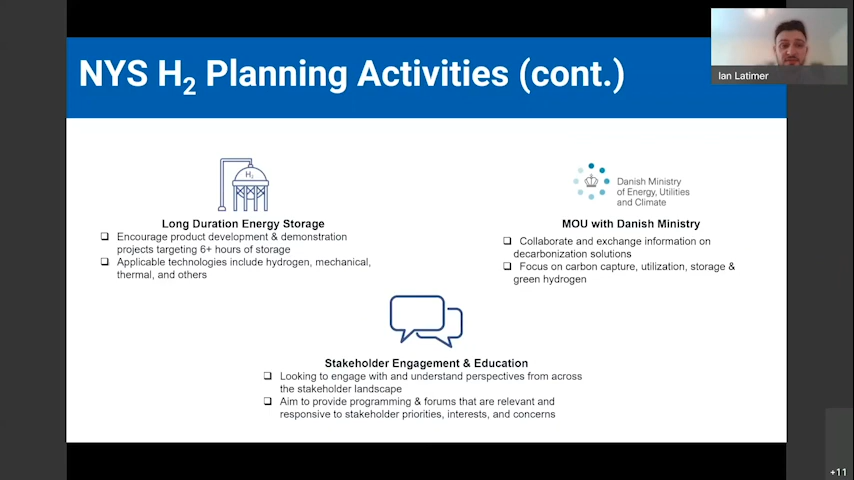 NYS H2 Planning Activities (cont.)
Ian Latimer
H2
Long Duration Energy Storage
❑ Encourage product development & demonstration
projects targeting 6+ hours of storage
❑ Applicable technologies include hydrogen, mechanical,
thermal, and others
Danish Ministry
of Energy, Utilities
and Climate
MOU with Danish Ministry
❑ Collaborate and exchange information on
decarbonization solutions
❑ Focus on carbon capture, utilization, storage &
green hydrogen
Stakeholder Engagement & Education
❑ Looking to engage with and understand perspectives from across
the stakeholder landscape
❑ Aim to provide programming & forums that are relevant and
responsive to stakeholder priorities, interests, and concerns
+11